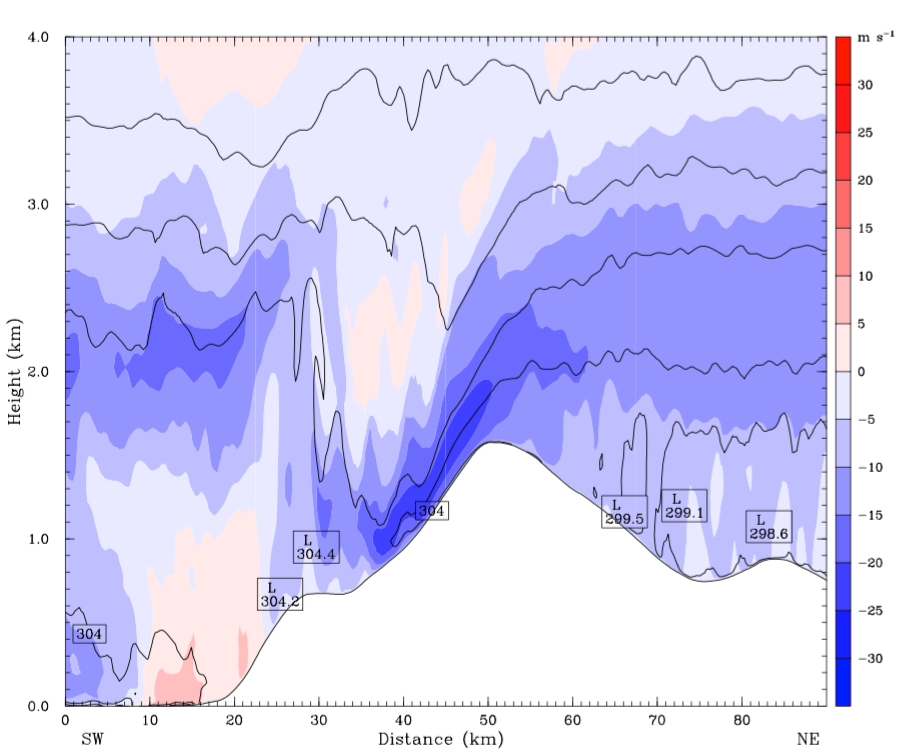 4.0
3.0
2.0
1.0
0.0
Height (km)
304
L
304.2
L
304.4
304
L
299.5
L
299.1
L
298.6
0 10 20 30 40 50 60 70 80
SW Distance (km) NE
m s⁻¹
30
25
20
15
10
5
0
−5
−10
−15
−20
−25
−30